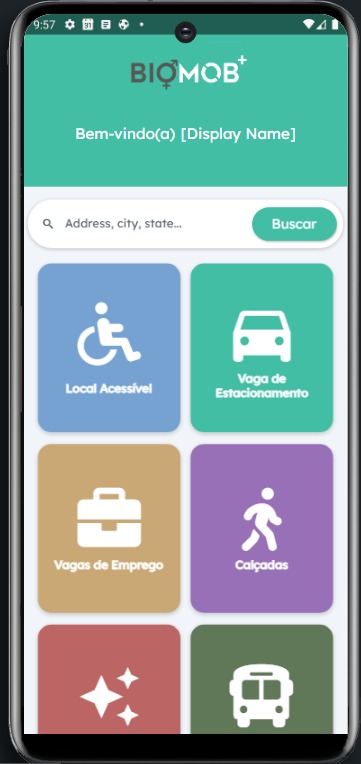 9:57
31
BIOMOB+
Bem-vindo(a) [Display Name]
Address, city, state...
Buscar
Local Acessível
Vaga de
Estacionamento
Vagas de Emprego
Calçadas